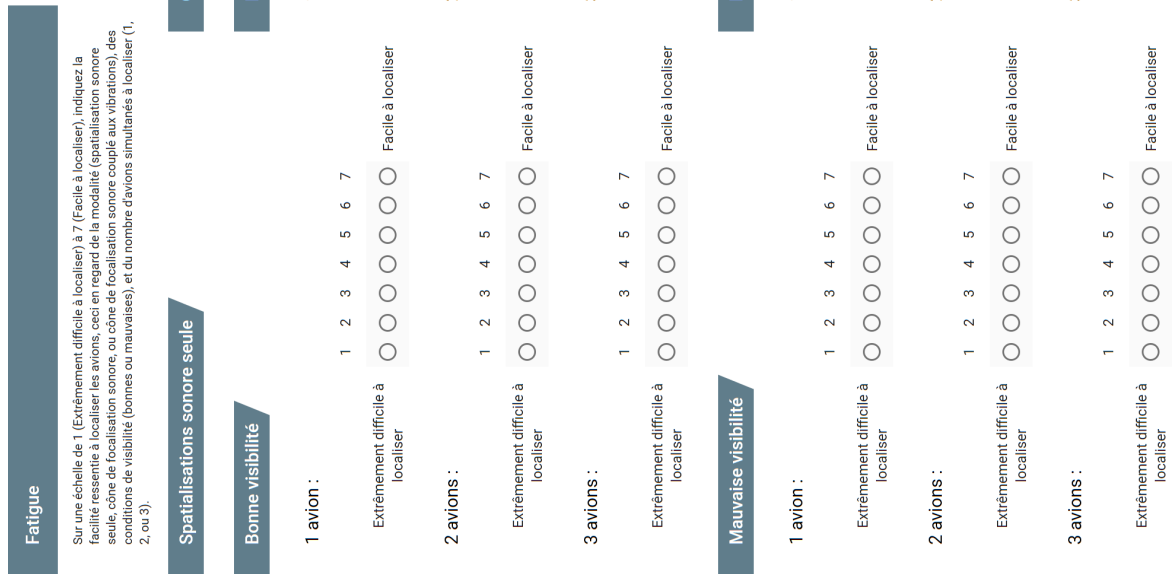 Fatigue
Sur une échelle de 1 (Extrêmement difficile à localiser) à 7 (Facile à localiser), indiquez la
facilité ressentie à localiser les avions, ceci en regard de la modalité (spatialisation sonore
seule, cône de focalisation sonore, ou cône de focalisation sonore couplé aux vibrations), des
conditions de visibilité (bonnes ou mauvaises), et du nombre d'avions simultanés à localiser (1,
2, ou 3).
Spatialisations sonore seule
Bonne visibilité
1 avion :
1 2 3 4 5 6 7
Extrêmement difficile à
localiser
Facile à localiser
2 avions :
1 2 3 4 5 6 7
Extrêmement difficile à
localiser
Facile à localiser
3 avions :
1 2 3 4 5 6 7
Extrêmement difficile à
localiser
Facile à localiser
Mauvaise visibilité
1 avion :
1 2 3 4 5 6 7
Extrêmement difficile à
localiser
Facile à localiser
2 avions :
1 2 3 4 5 6 7
Extrêmement difficile à
localiser
Facile à localiser
3 avions :
1 2 3 4 5 6 7
Extrêmement difficile à
localiser
Facile à localiser